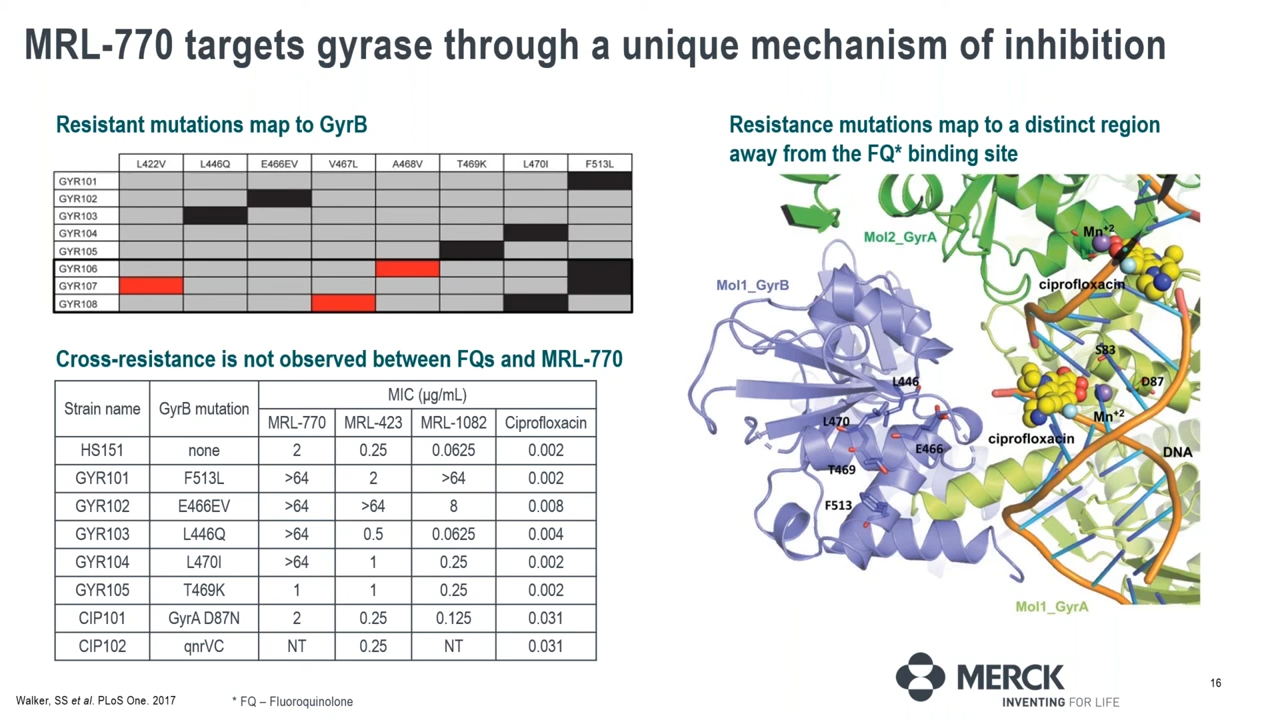 MRL-770 targets gyrase through a unique mechanism of inhibition
Resistant mutations map to GyrB
L422V L446Q E466EV V467L A468V T469K L470I F513L
GYR101
GYR102
GYR103
GYR104
GYR105
GYR106
GYR107
GYR108
Cross-resistance is not observed between FQs and MRL-770
Strain name GyrB mutation MIC (µg/mL)
MRL-770 MRL-423 MRL-1082 Ciprofloxacin
HS151 none 2 0.25 0.0625 0.002
GYR101 F513L >64 2 >64 0.002
GYR102 E466EV >64 >64 8 0.008
GYR103 L446Q >64 0.5 0.0625 0.004
GYR104 L470I >64 1 0.25 0.002
GYR105 T469K 1 1 0.25 0.002
CIP101 GyrA D87N 2 0.25 0.125 0.031
CIP102 qnrVC NT 0.25 NT 0.031
Resistance mutations map to a distinct region
away from the FQ* binding site
Mn+2
Mol2_GyrA
Mol1_GyrB
ciprofloxacin
S83
L446
D87
Mn+2
L470
ciprofloxacin
E466
DNA
T469
F513
Mol1_GyrA
MERCK
INVENTING FOR LIFE
16
Walker, SS et al. PLoS One. 2017
* FQ – Fluoroquinolone